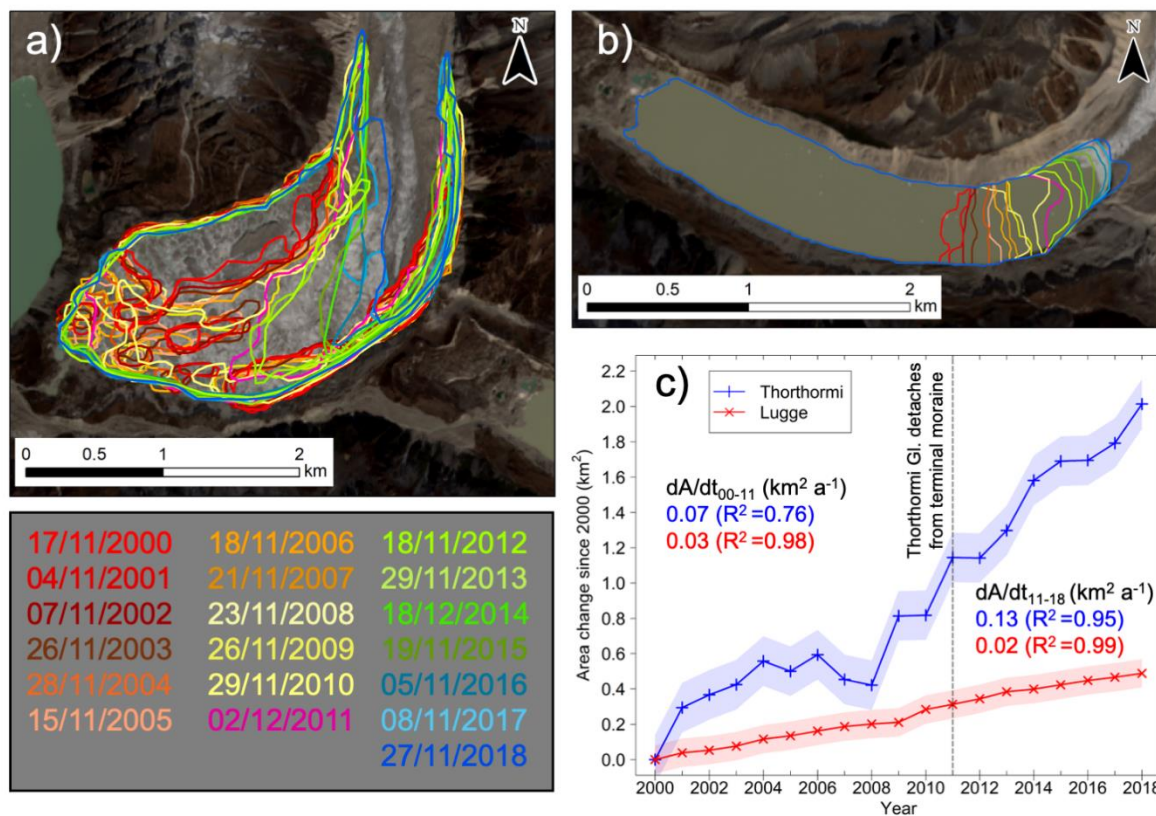 a)
N
0 0.5 1 2
km
b)
N
0 0.5 1 2
km
17/11/2000 18/11/2006 18/11/2012
04/11/2001 21/11/2007 29/11/2013
07/11/2002 23/11/2008 18/12/2014
26/11/2003 26/11/2009 19/11/2015
28/11/2004 29/11/2010 05/11/2016
15/11/2005 02/12/2011 08/11/2017
27/11/2018
c)
Thorthormi
Lugge
Thorthormi Gl. detaches
from terminal moraine
dA/dt₀₀₋₁₁ (km² a⁻¹)
0.07 (R² =0.76)
0.03 (R² =0.98)
dA/dt₁₁₋₁₈ (km² a⁻¹)
0.13 (R² =0.95)
0.02 (R² =0.99)
Area change since 2000 (km²)
2.2
2.0
1.8
1.6
1.4
1.2
1.0
0.8
0.6
0.4
0.2
0.0
2000 2002 2004 2006 2008 2010 2012 2014 2016 2018
Year